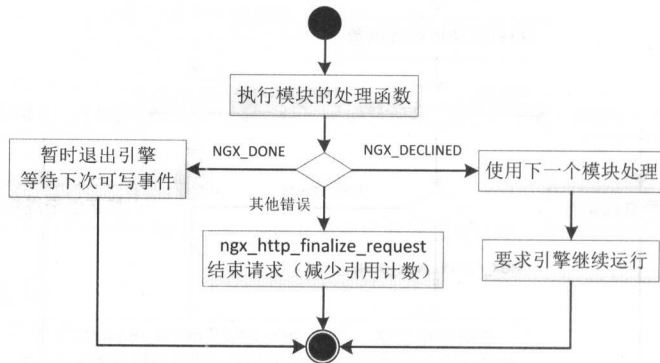 执行模块的处理函数
暂时退出引擎
等待下次可写事件
NGX_DONE
NGX_DECLINED
使用下一个模块处理
其他错误
ngx_http_finalize_request
结束请求（减少引用计数）
要求引擎继续运行